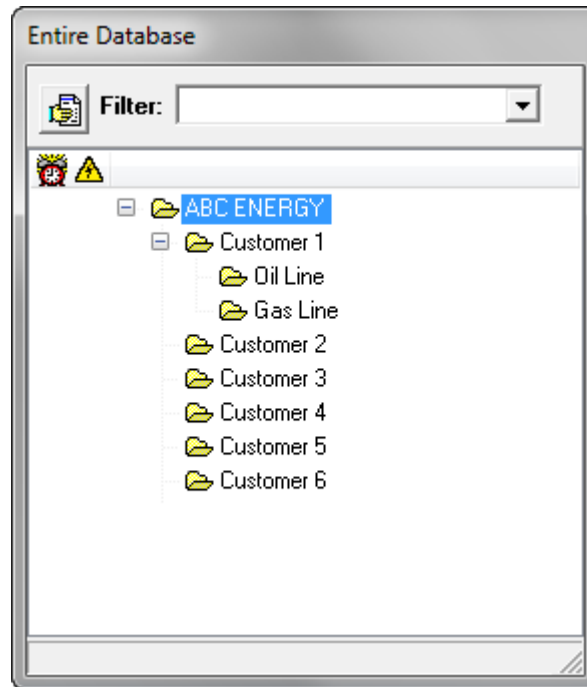 Entire Database
Filter:
ABC ENERGY
Customer 1
Oil Line
Gas Line
Customer 2
Customer 3
Customer 4
Customer 5
Customer 6